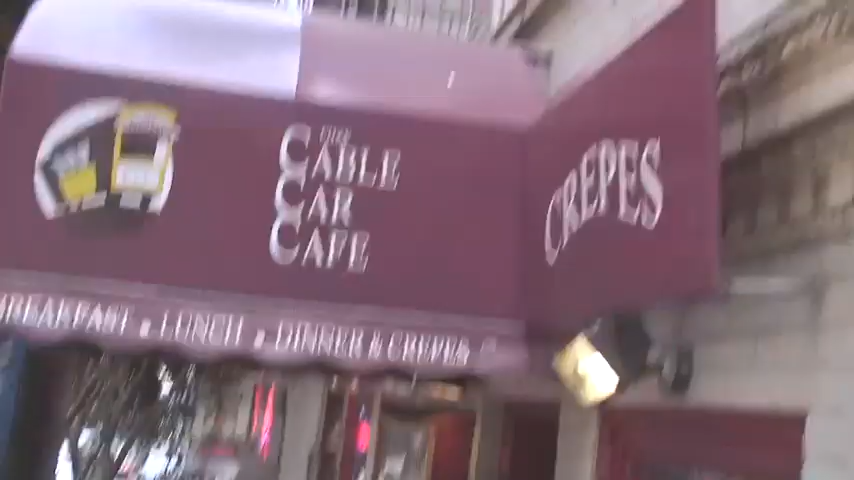 THE
CABLE
CAR
CAFE
CREPES
BREAKFAST • LUNCH • DINNER & CREPES